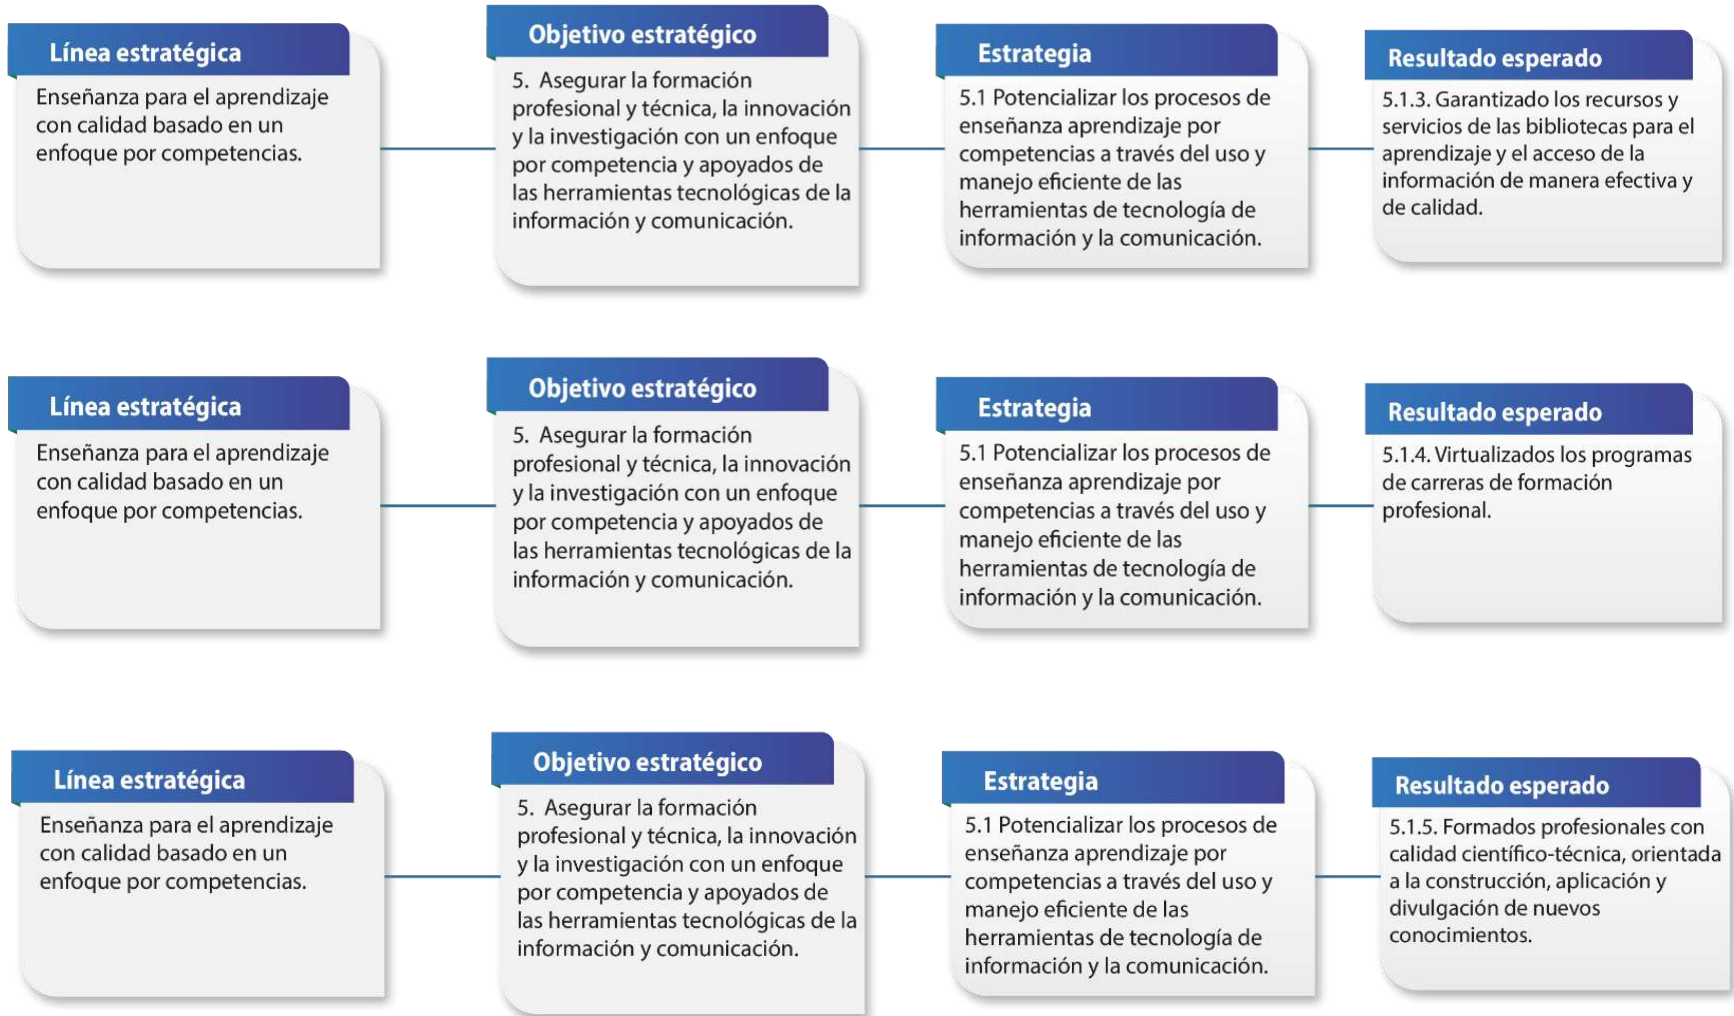 Línea estratégica
Enseñanza para el aprendizaje
con calidad basado en un
enfoque por competencias.
Objetivo estratégico
5. Asegurar la formación
profesional y técnica, la innovación
y la investigación con un enfoque
por competencia y apoyados de
las herramientas tecnológicas de la
información y comunicación.
Estrategia
5.1 Potencializar los procesos de
enseñanza aprendizaje por
competencias a través del uso y
manejo eficiente de las
herramientas de tecnología de
información y la comunicación.
Resultado esperado
5.1.3. Garantizado los recursos y
servicios de las bibliotecas para el
aprendizaje y el acceso de la
información de manera efectiva y
de calidad.
Línea estratégica
Enseñanza para el aprendizaje
con calidad basado en un
enfoque por competencias.
Objetivo estratégico
5. Asegurar la formación
profesional y técnica, la innovación
y la investigación con un enfoque
por competencia y apoyados de
las herramientas tecnológicas de la
información y comunicación.
Estrategia
5.1 Potencializar los procesos de
enseñanza aprendizaje por
competencias a través del uso y
manejo eficiente de las
herramientas de tecnología de
información y la comunicación.
Resultado esperado
5.1.4. Virtualizados los programas
de carreras de formación
profesional.
Línea estratégica
Enseñanza para el aprendizaje
con calidad basado en un
enfoque por competencias.
Objetivo estratégico
5. Asegurar la formación
profesional y técnica, la innovación
y la investigación con un enfoque
por competencia y apoyados de
las herramientas tecnológicas de la
información y comunicación.
Estrategia
5.1 Potencializar los procesos de
enseñanza aprendizaje por
competencias a través del uso y
manejo eficiente de las
herramientas de tecnología de
información y la comunicación.
Resultado esperado
5.1.5. Formados profesionales con
calidad científico-técnica, orientada
a la construcción, aplicación y
divulgación de nuevos
conocimientos.